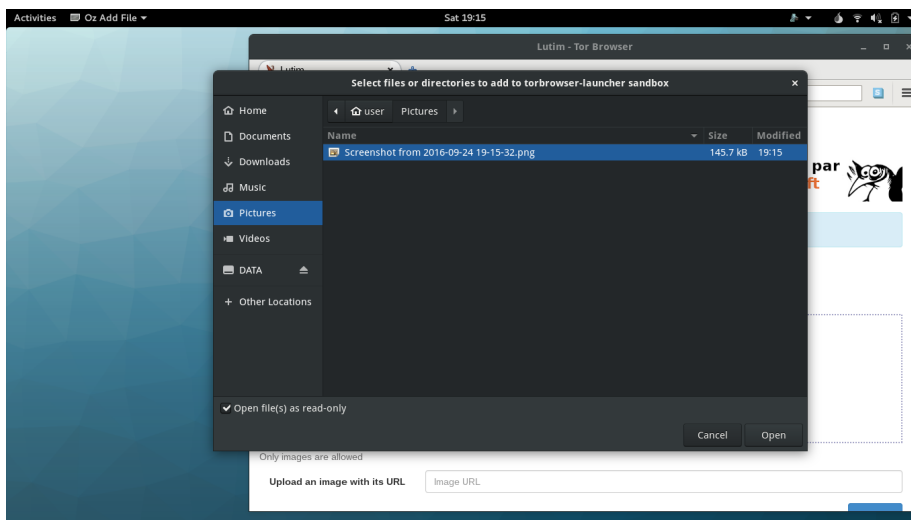 Activities Oz Add File Sat 19:15
Lutim - Tor Browser
Lutim
Select files or directories to add to torbrowser-launcher sandbox
Home
user Pictures
Documents
Name Size Modified
Screenshot from 2016-09-24 19-15-32.png 145.7 kB 19:15
Downloads
Music
par
ft
Pictures
Videos
DATA
Other Locations
Open file(s) as read-only
Cancel Open
Only images are allowed
Upload an image with its URL Image URL